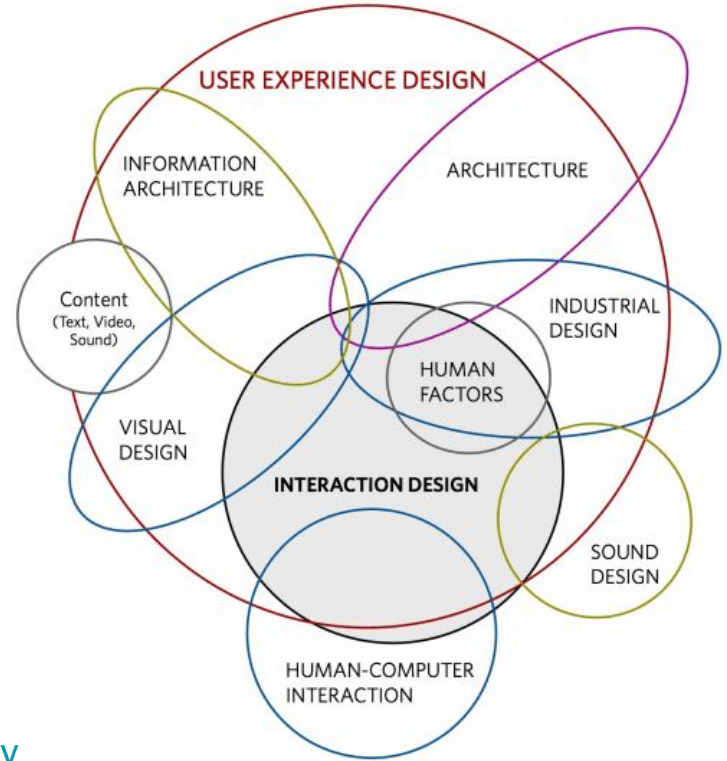 USER EXPERIENCE DESIGN
INFORMATION
ARCHITECTURE
ARCHITECTURE
Content
(Text, Video,
Sound)
INDUSTRIAL
DESIGN
HUMAN
FACTORS
VISUAL
DESIGN
INTERACTION DESIGN
SOUND
DESIGN
HUMAN-COMPUTER
INTERACTION